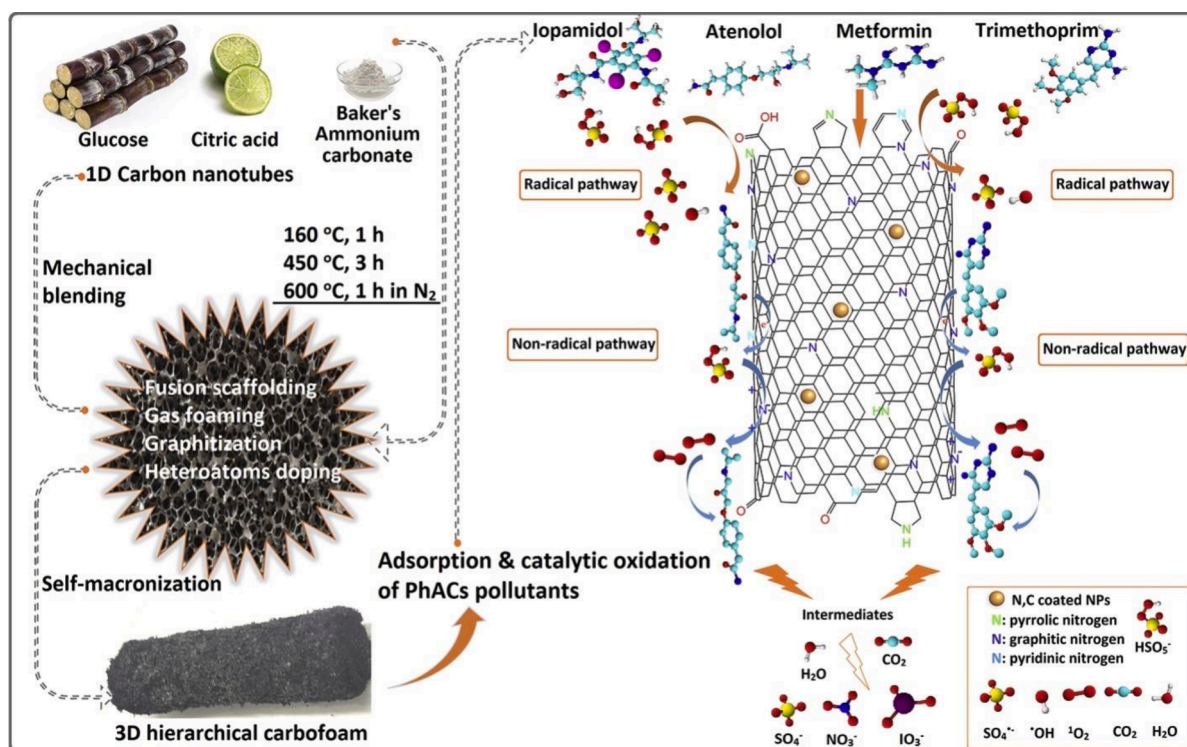 Glucose
Citric acid
Baker's
Ammonium
carbonate
1D Carbon nanotubes
Mechanical
blending
160 °C, 1 h
450 °C, 3 h
600 °C, 1 h in N₂
Fusion scaffolding
Gas foaming
Graphitization
Heteroatoms doping
Self-macronization
3D hierarchical carbofoam
Adsorption & catalytic oxidation
of PhACs pollutants
Iopamidol
Atenolol
Metformin
Trimethoprim
Radical pathway
Radical pathway
Non-radical pathway
Non-radical pathway
O
OH
N
N
N
O
N
N
N
N
N
N
N
HN
N
N
O
O
N
H
Intermediates
H₂O
CO₂
SO₄⁻
NO₃⁻
IO₃⁻
N,C coated NPs
N: pyrrolic nitrogen
N: graphitic nitrogen
N: pyridinic nitrogen
HSO₅⁻
SO₄•⁻
•OH
¹O₂
CO₂
H₂O